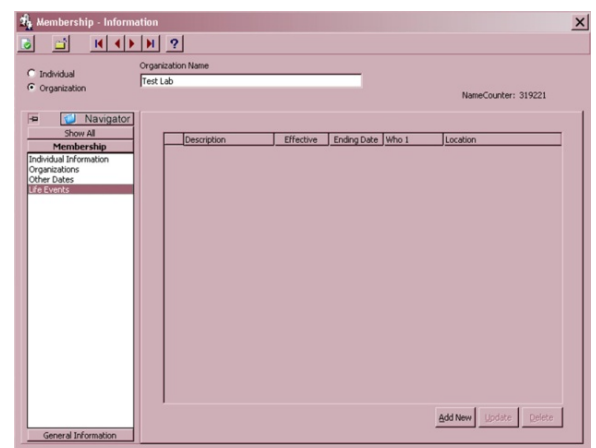 Membership - Information
?
Individual
Organization
Organization Name
Test Lab
NameCounter: 319221
Navigator
Show All
Membership
Individual Information
Organizations
Other Dates
Life Events
General Information
Description Effective Ending Date Who 1 Location
Add New Update Delete